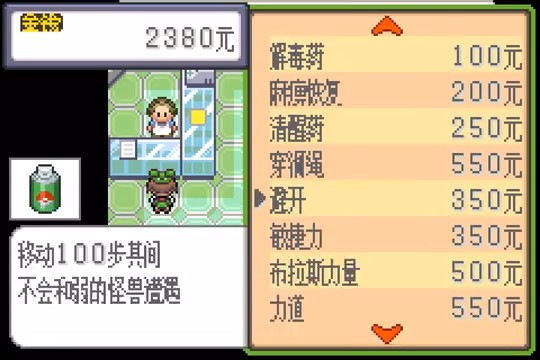 金钱
2380元
解毒药 100元
麻痹恢复 200元
清醒药 250元
穿洞绳 550元
避开 350元
敏捷力 350元
布拉斯力量 500元
力道 550元
移动100步其间
不会和弱的怪兽遭遇